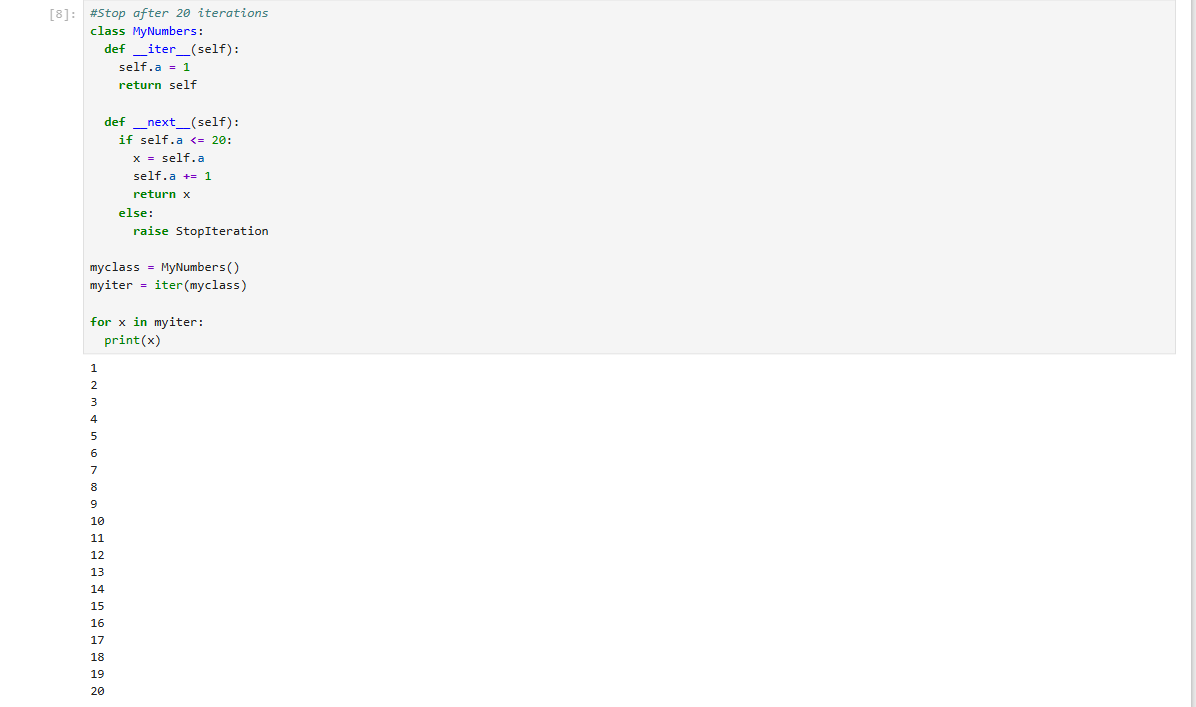 [8]: #Stop after 20 iterations
class MyNumbers:
  def __iter__(self):
    self.a = 1
    return self

  def __next__(self):
    if self.a <= 20:
      x = self.a
      self.a += 1
      return x
    else:
      raise StopIteration

myclass = MyNumbers()
myiter = iter(myclass)

for x in myiter:
  print(x)
1
2
3
4
5
6
7
8
9
10
11
12
13
14
15
16
17
18
19
20